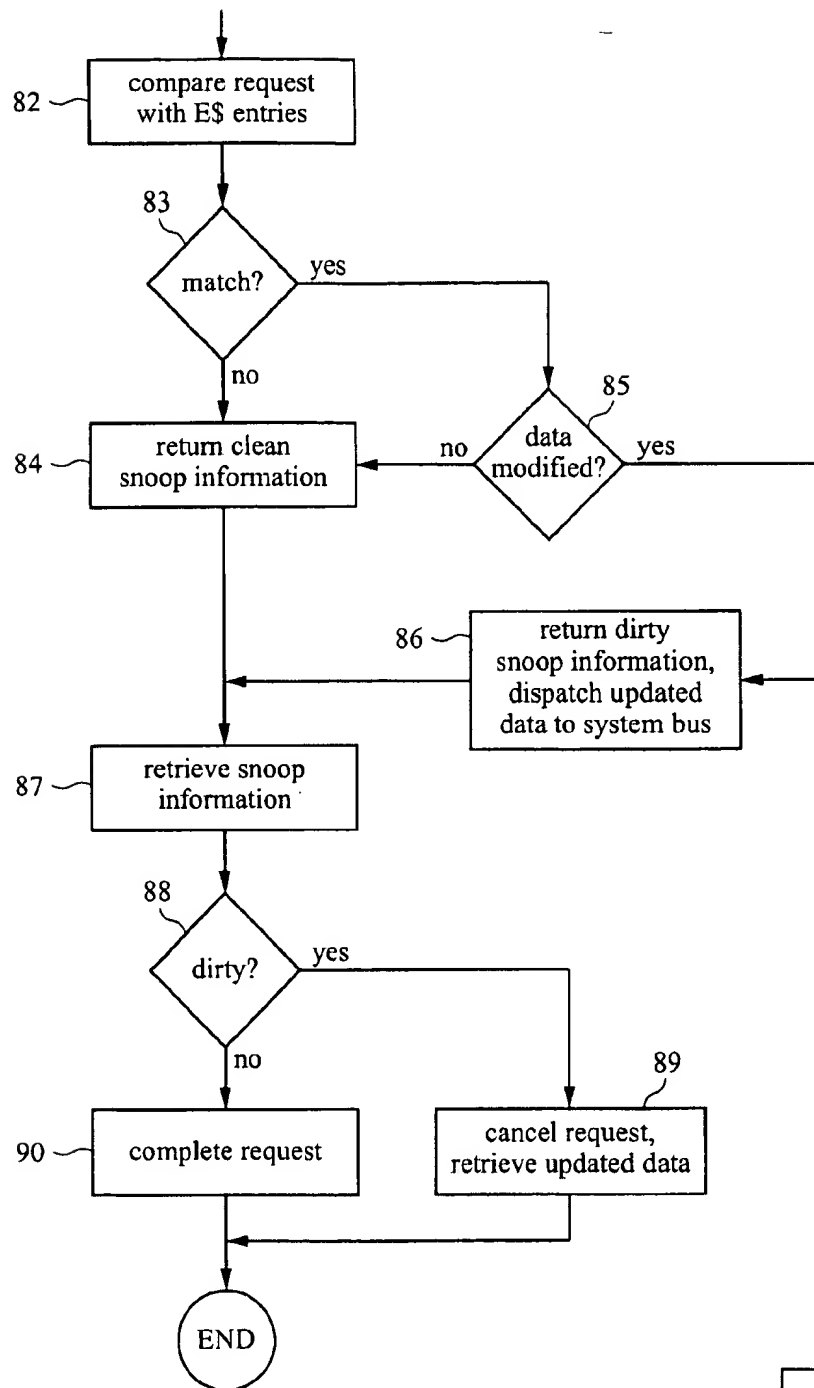 82
compare request
with E$ entries
83
match?
yes
no
84
return clean
snoop information
85
data
modified?
no
yes
86
return dirty
snoop information,
dispatch updated
data to system bus
87
retrieve snoop
information
88
dirty?
yes
no
89
cancel request,
retrieve updated data
90
complete request
END